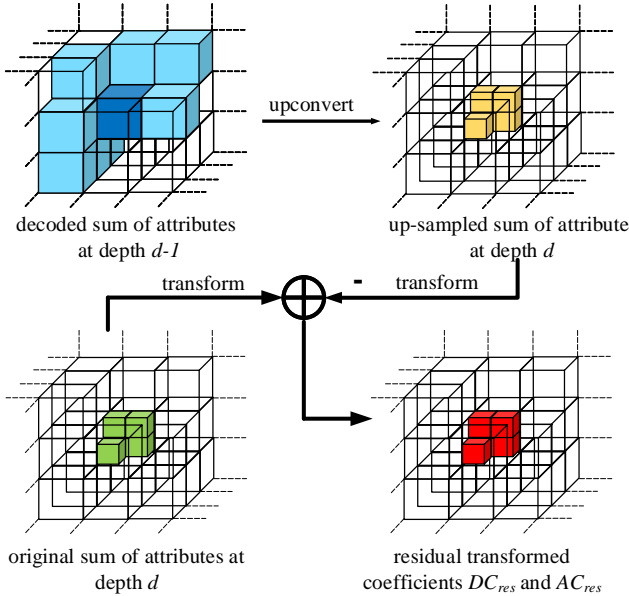 upconvert
decoded sum of attributes
at depth d-1
up-sampled sum of attribute
at depth d
transform
-
transform
original sum of attributes at
depth d
residual transformed
coefficients DCres and ACres